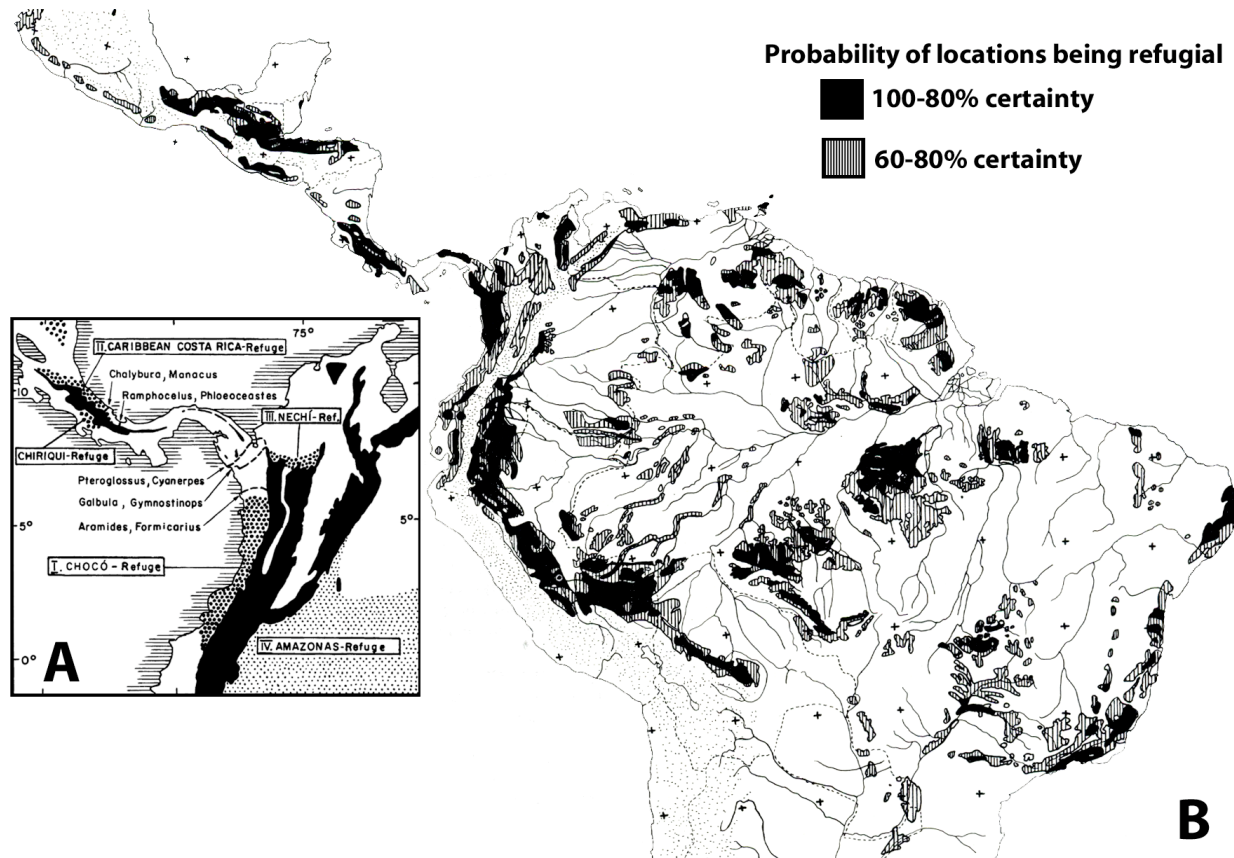 Probability of locations being refugial
100-80% certainty
60-80% certainty
75°
II. CARIBBEAN COSTA RICA-Refuge
10
Chalybura, Manacus
Ramphocelus, Phloeoceastes
III. NECHÍ-Ref.
CHIRIQUI-Refuge
Pteroglossus, Cyanerpes
Galbula, Gymnostinops
Aramides, Formicarius
5°
5°
I. CHOCÓ - Refuge
IV. AMAZONAS-Refuge
0°
A
B